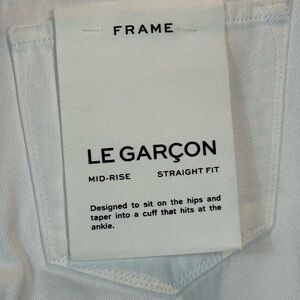 FRAME
LE GARÇON
MID-RISE STRAIGHT FIT
Designed to sit on the hips and
taper into a cuff that hits at the
ankle.